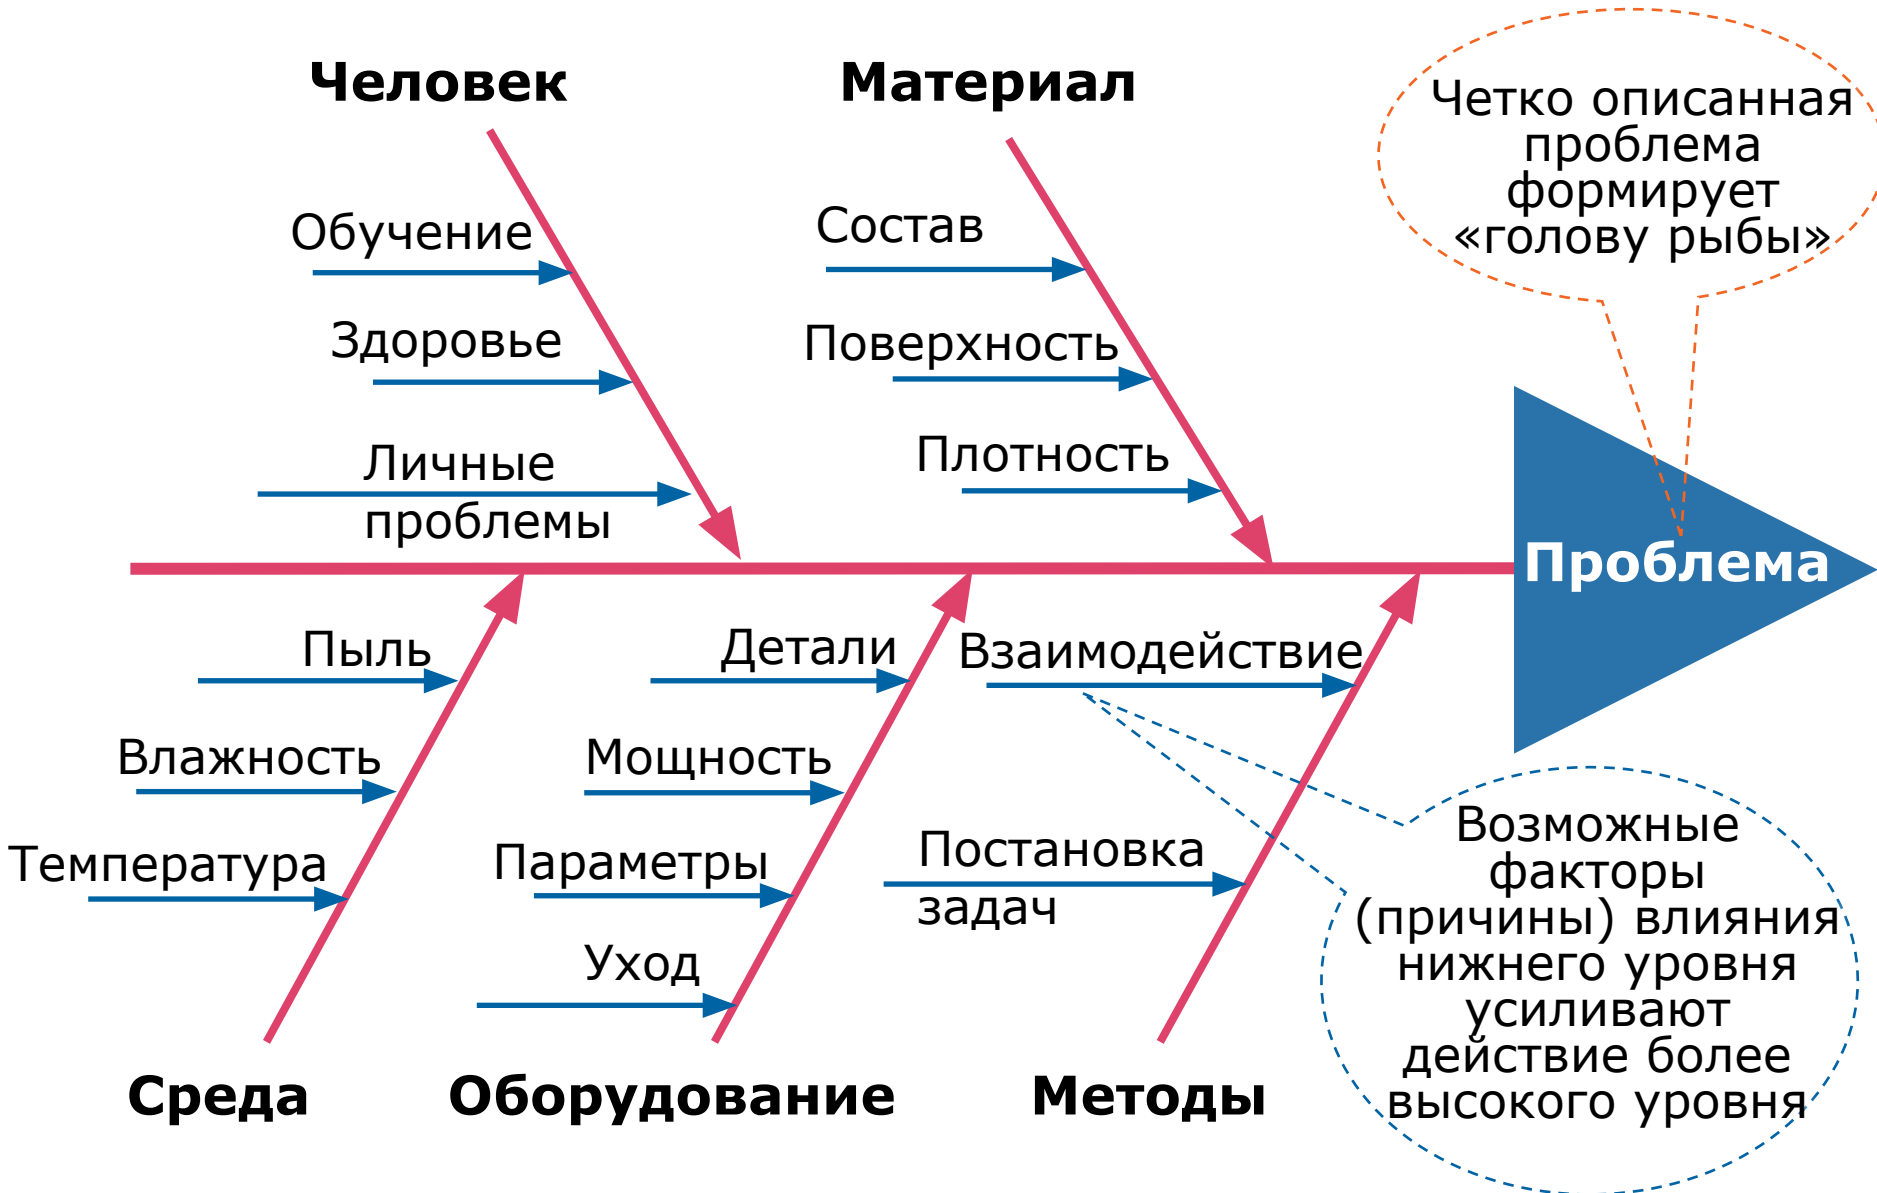 Человек
Материал
Четко описанная
проблема
формирует
«голову рыбы»
Обучение
Здоровье
Личные
проблемы
Состав
Поверхность
Плотность
Проблема
Пыль
Влажность
Температура
Детали
Мощность
Параметры
Уход
Взаимодействие
Постановка
задач
Возможные
факторы
(причины) влияния
нижнего уровня
усиливают
действие более
высокого уровня
Среда
Оборудование
Методы